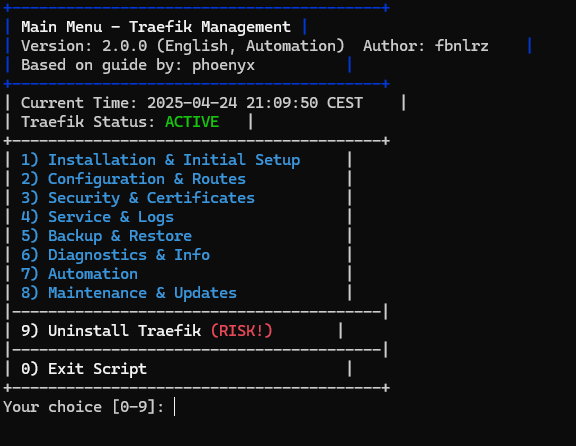 +-----------------------------------------+
| Main Menu – Traefik Management |
| Version: 2.0.0 (English, Automation)  Author: fbnlrz    |
| Based on guide by: phoenyx          |
+-----------------------------------------+
| Current Time: 2025-04-24 21:09:50 CEST    |
| Traefik Status: ACTIVE   |
+-----------------------------------------+
| 1) Installation & Initial Setup     |
| 2) Configuration & Routes           |
| 3) Security & Certificates          |
| 4) Service & Logs                   |
| 5) Backup & Restore                 |
| 6) Diagnostics & Info               |
| 7) Automation                       |
| 8) Maintenance & Updates            |
|-----------------------------------------|
| 9) Uninstall Traefik (RISK!)       |
|-----------------------------------------|
| 0) Exit Script                      |
+-----------------------------------------+
Your choice [0-9]: